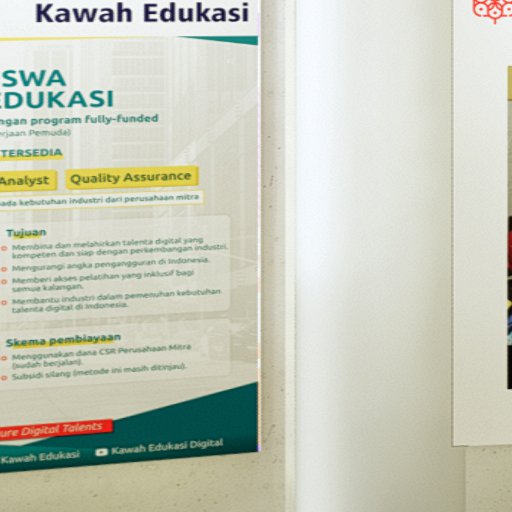 Kawah Edukasi
SWA
EDUKASI
ngan program fully-funded
erjaan Pemuda)
TERSEDIA
Analyst
Quality Assurance
pada kebutuhan industri dari perusahaan mitra
Tujuan
Membina dan melahirkan talenta digital yang
kompeten dan siap dengan perkembangan industri.
Mengurangi angka pengangguran di Indonesia.
Memberi akses pelatihan yang inklusif bagi
semua kalangan.
Membantu industri dalam pemenuhan kebutuhan
talenta digital di Indonesia.
Skema pembiayaan
Menggunakan dana CSR Perusahaan Mitra
(sudah berjalan).
Subsidi silang (metode ini masih ditinjau).
ure Digital Talents
Kawah Edukasi
Kawah Edukasi Digital